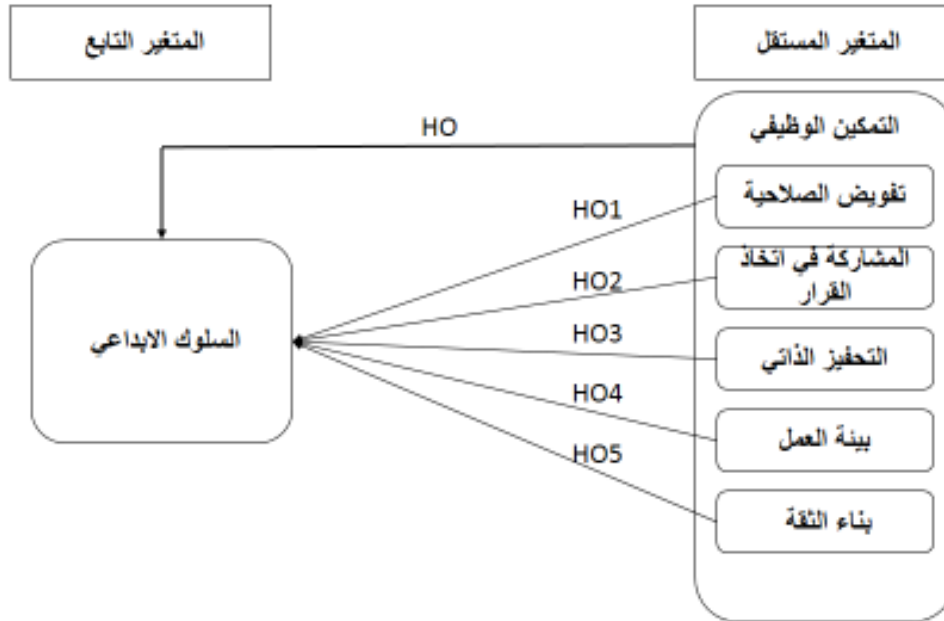 المتغير المستقل
المتغير التابع
التمكين الوظيفي
HO
تفويض الصلاحية
HO1
المشاركة في اتخاذ
القرار
HO2
التحفيز الذاتي
HO3
السلوك الابداعي
بيئة العمل
HO4
بناء الثقة
HO5